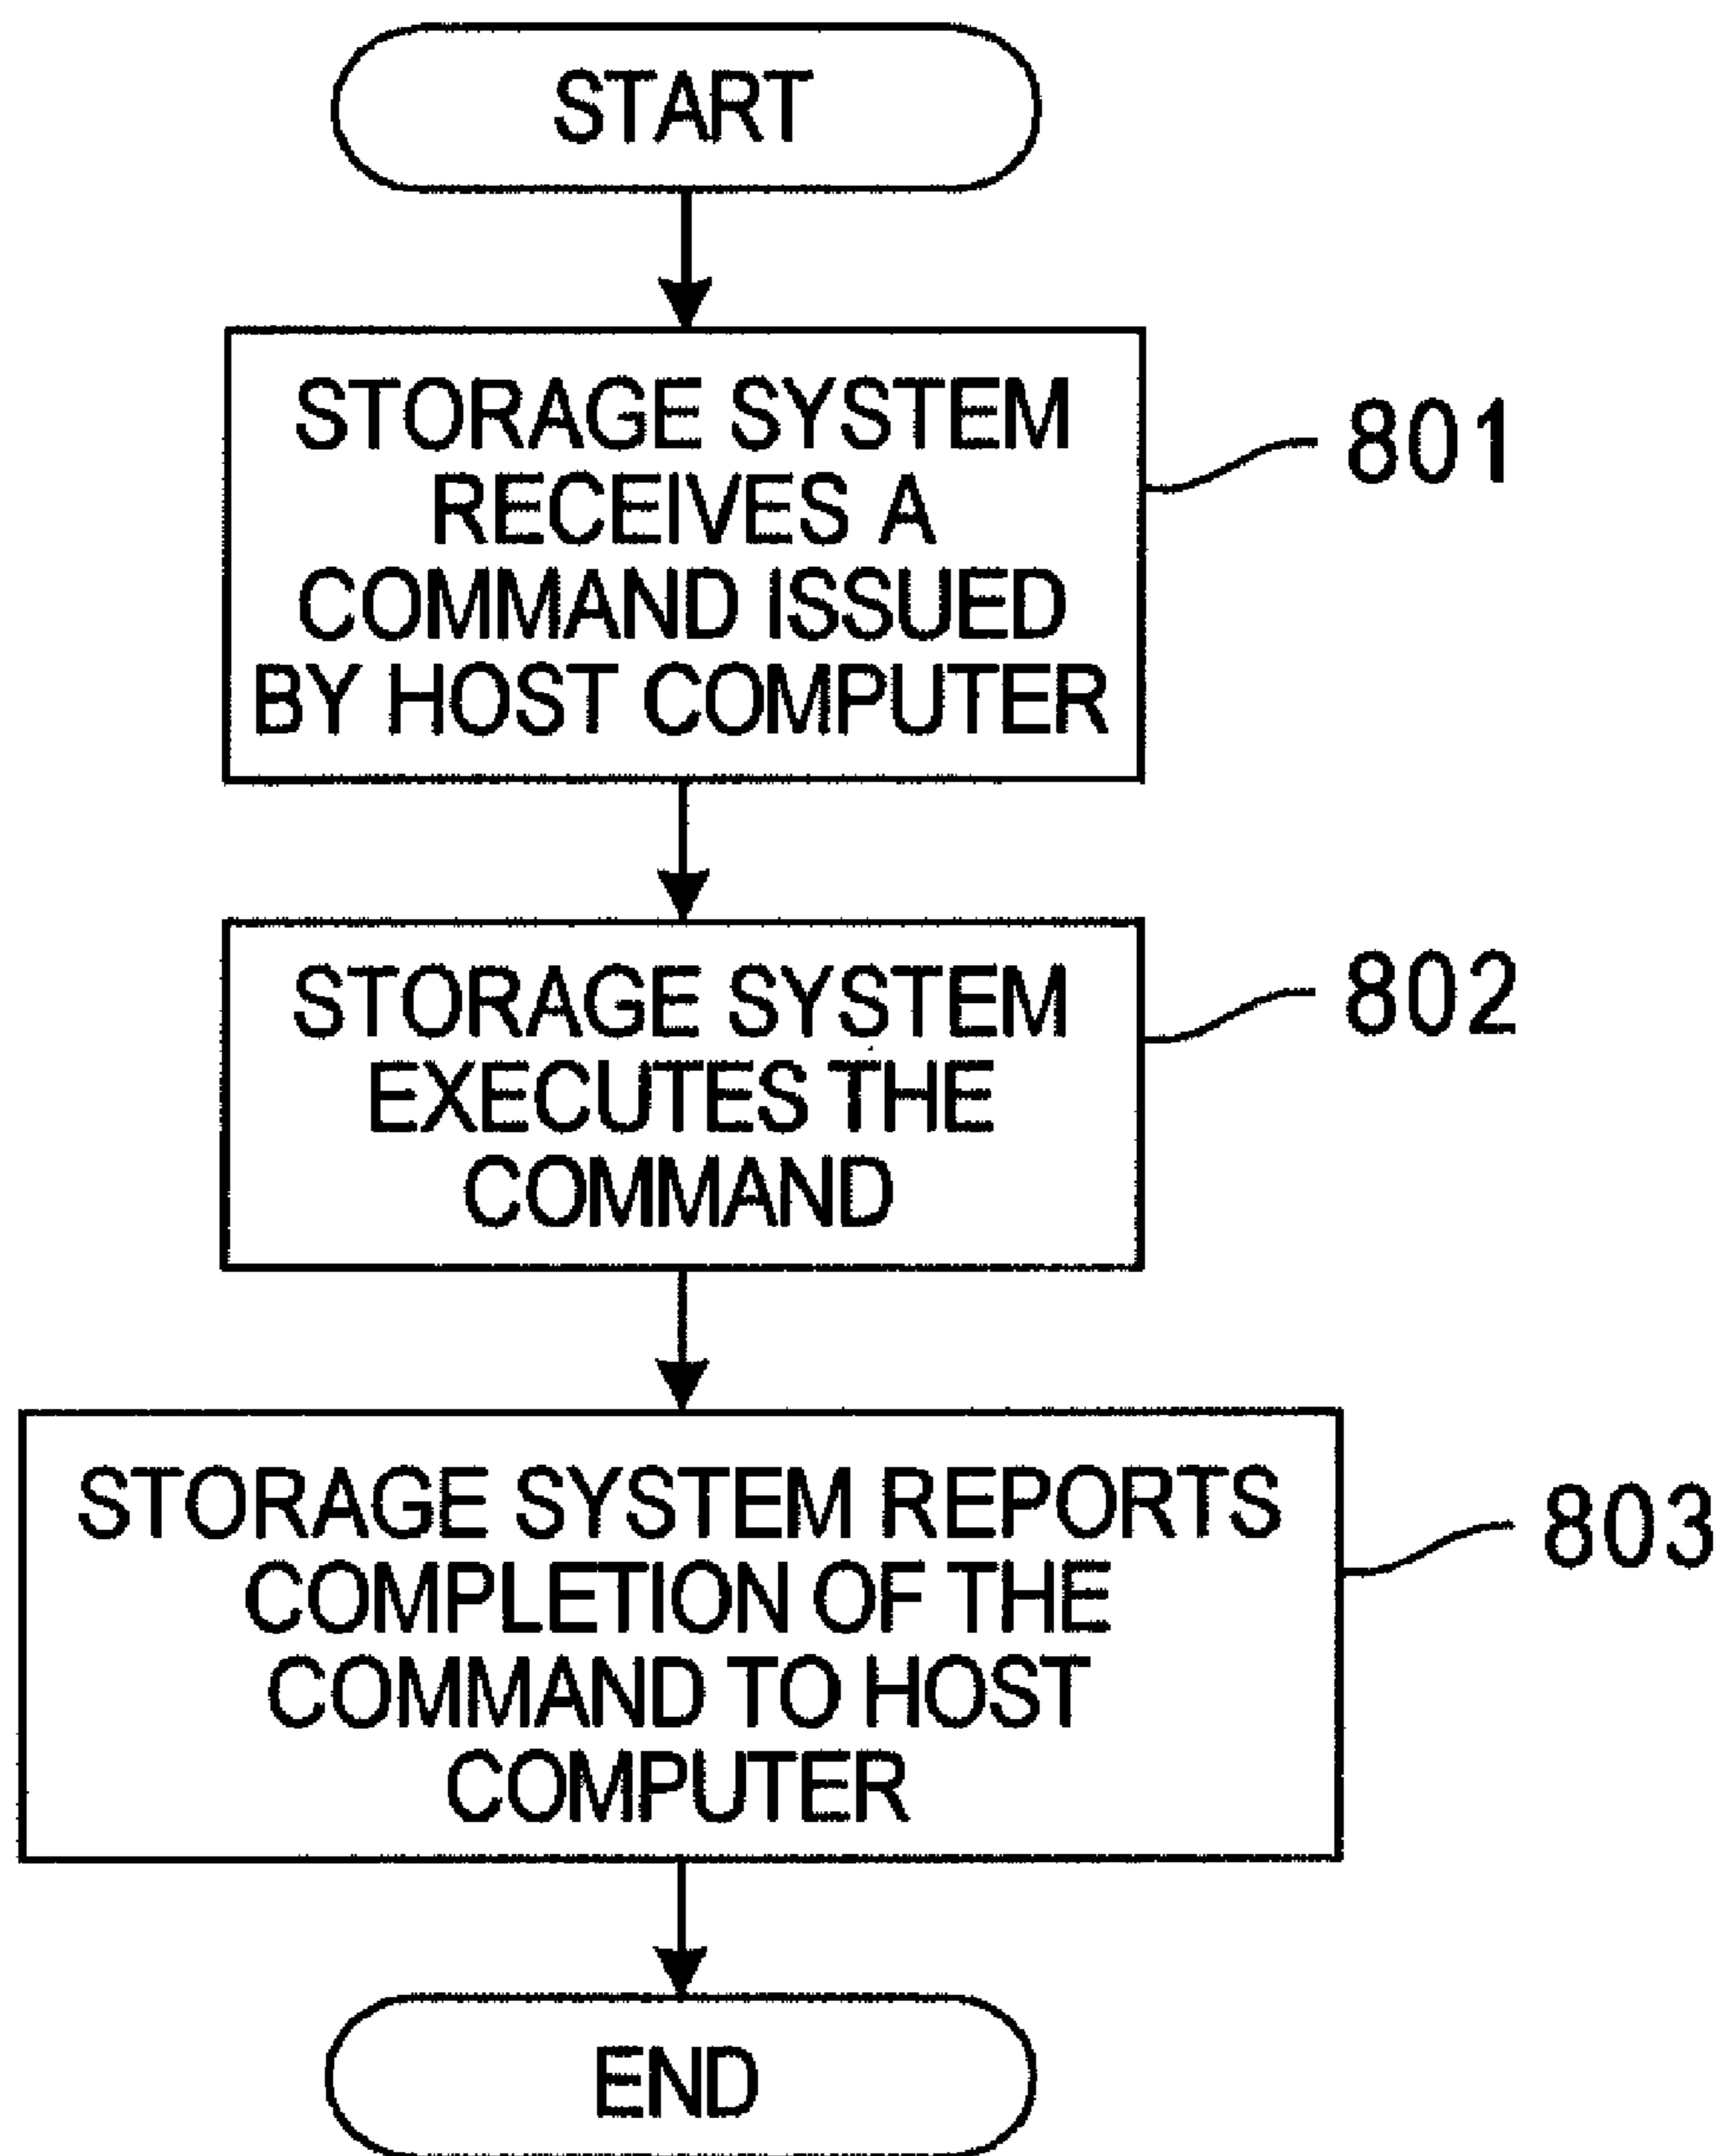 START
STORAGE SYSTEM
RECEIVES A
COMMAND ISSUED
BY HOST COMPUTER
801
STORAGE SYSTEM
EXECUTES THE
COMMAND
802
STORAGE SYSTEM REPORTS
COMPLETION OF THE
COMMAND TO HOST
COMPUTER
803
END